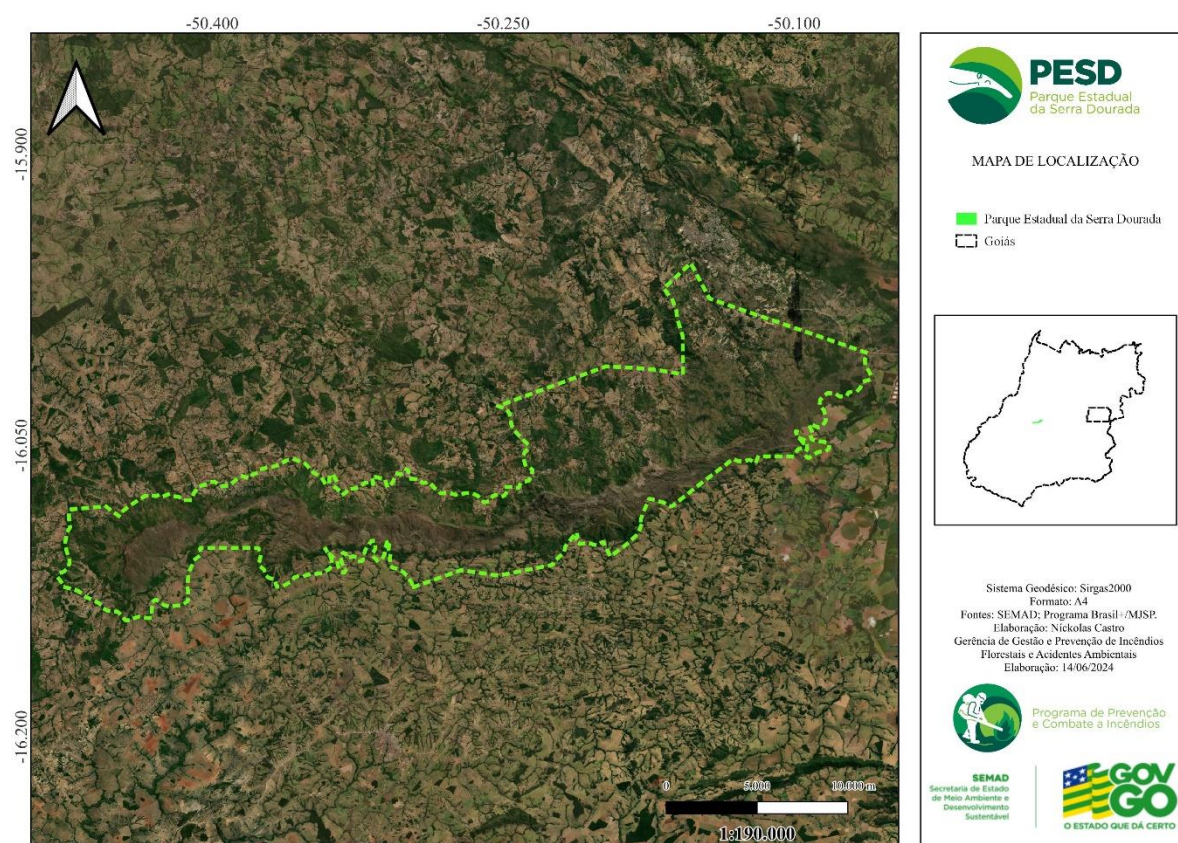 -50.400 -50.250 -50.100
-15.900
-16.050
-16.200
0 5.000 10.000 m
1:190.000
PESD
Parque Estadual
da Serra Dourada
MAPA DE LOCALIZAÇÃO
Parque Estadual da Serra Dourada
Goiás
Sistema Geodésico: Sirgas2000
Formato: A4
Fontes: SEMAD; Programa Brasil+/MJSP.
Elaboração: Níckolas Castro
Gerência de Gestão e Prevenção de Incêndios
Florestais e Acidentes Ambientais
Elaboração: 14/06/2024
Programa de Prevenção
e Combate a Incêndios
SEMAD
Secretaria de Estado
de Meio Ambiente e
Desenvolvimento
Sustentável
GOV
GO
O ESTADO QUE DÁ CERTO